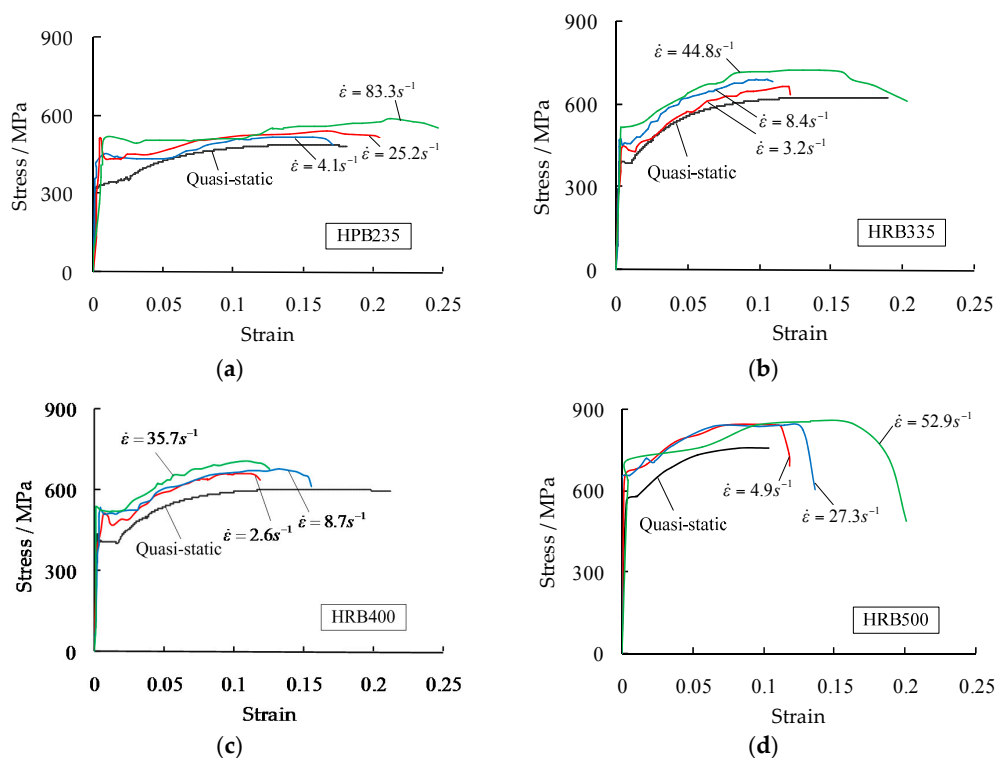 900
600
300
0
Stress / MPa
ε̇ = 83.3s⁻¹
ε̇ = 25.2s⁻¹
ε̇ = 4.1s⁻¹
Quasi-static
HPB235
0 0.05 0.1 0.15 0.2 0.25
Strain
(a)
900
600
300
0
Stress / MPa
ε̇ = 44.8s⁻¹
ε̇ = 8.4s⁻¹
ε̇ = 3.2s⁻¹
Quasi-static
HRB335
0 0.05 0.1 0.15 0.2 0.25
Strain
(b)
900
600
300
0
Stress / MPa
ε̇ = 35.7s⁻¹
ε̇ = 8.7s⁻¹
ε̇ = 2.6s⁻¹
Quasi-static
HRB400
0 0.05 0.1 0.15 0.2 0.25
Strain
(c)
900
600
300
0
Stress / MPa
ε̇ = 52.9s⁻¹
ε̇ = 4.9s⁻¹
ε̇ = 27.3s⁻¹
Quasi-static
HRB500
0 0.05 0.1 0.15 0.2 0.25
Strain
(d)